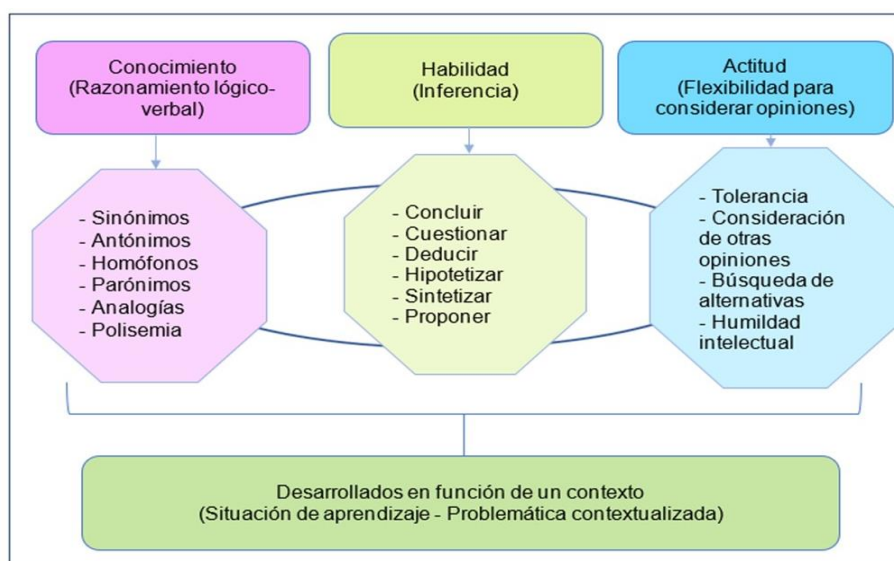 Conocimiento
(Razonamiento lógico-
verbal)
Habilidad
(Inferencia)
Actitud
(Flexibilidad para
considerar opiniones)
- Sinónimos
- Antónimos
- Homófonos
- Parónimos
- Analogías
- Polisemia
- Concluir
- Cuestionar
- Deducir
- Hipotetizar
- Sintetizar
- Proponer
- Tolerancia
- Consideración
de otras
opiniones
- Búsqueda de
alternativas
- Humildad
intelectual
Desarrollados en función de un contexto
(Situación de aprendizaje - Problemática contextualizada)